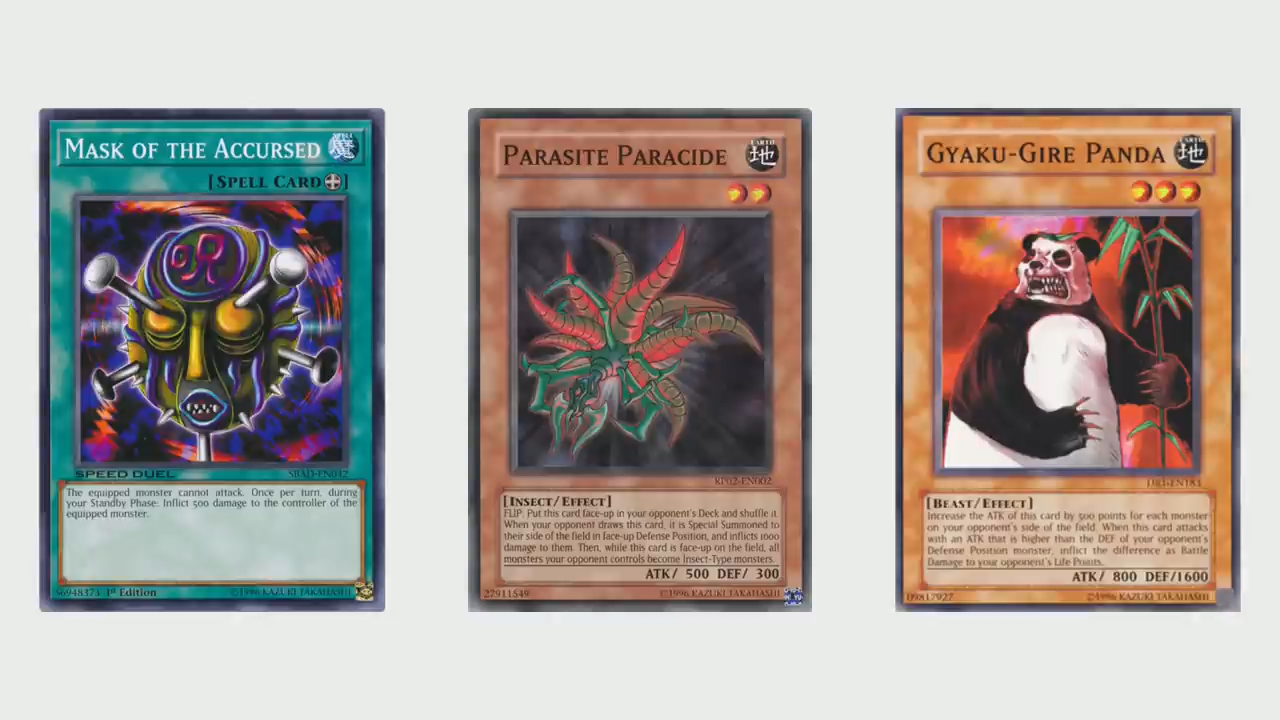 MASK OF THE ACCURSED
[SPELL CARD]
SPEED DUEL
SBAD-EN042
The equipped monster cannot attack. Once per turn, during
your Standby Phase: Inflict 500 damage to the controller of the
equipped monster.
56948373 1st Edition
©1996 KAZUKI TAKAHASHI
PARASITE PARACIDE
EARTH
地
RP02-EN002
[INSECT/EFFECT]
FLIP: Put this card face-up in your opponent's Deck and shuffle it.
When your opponent draws this card, it is Special Summoned to
their side of the field in face-up Defense Position, and inflicts 1000
damage to them. Then, while this card is face-up on the field, all
monsters your opponent controls become Insect-Type monsters.
ATK/ 500 DEF/ 300
27911549
©1996 KAZUKI TAKAHASHI
GYAKU-GIRE PANDA
EARTH
地
[BEAST/EFFECT]
Increase the ATK of this card by 500 points for each monster
on your opponent's side of the field. When this card attacks
with an ATK that is higher than the DEF of your opponent's
Defense Position monster, inflict the difference as Battle
Damage to your opponent's Life Points.
ATK/ 800 DEF/1600
09817927
©1996 KAZUKI TAKAHASHI